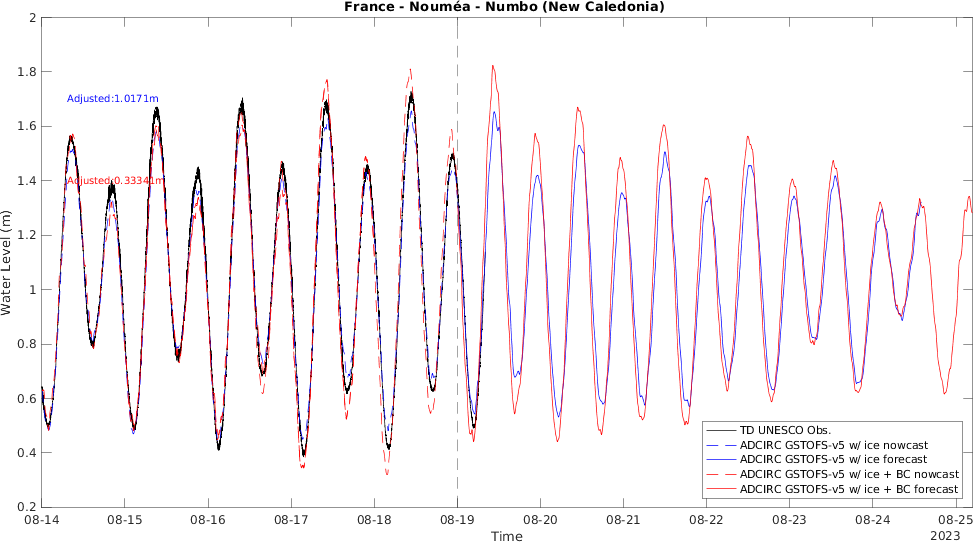 France - Nouméa - Numbo (New Caledonia)
2
1.8
1.6
1.4
1.2
1
0.8
0.6
0.4
0.2
Water Level (m)
Adjusted:1.0171m
Adjusted:0.33341m
TD UNESCO Obs.
ADCIRC GSTOFS-v5 w/ ice nowcast
ADCIRC GSTOFS-v5 w/ ice forecast
ADCIRC GSTOFS-v5 w/ ice + BC nowcast
ADCIRC GSTOFS-v5 w/ ice + BC forecast
08-14 08-15 08-16 08-17 08-18 08-19 08-20 08-21 08-22 08-23 08-24 08-25
Time
2023